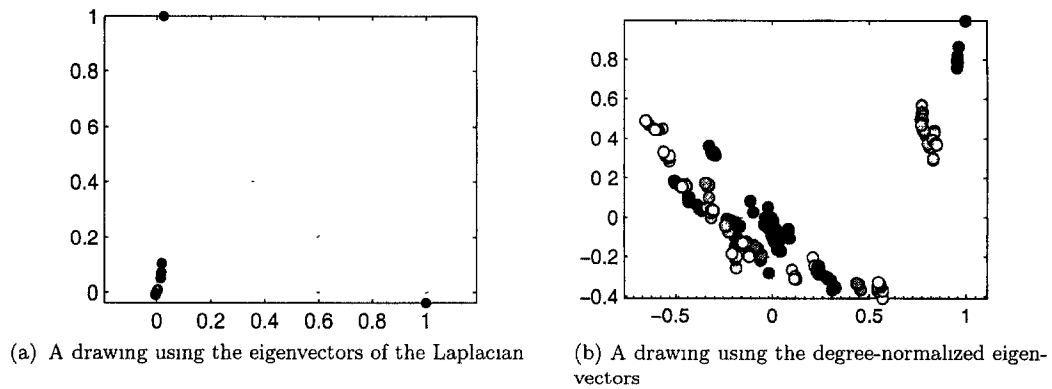 1
0.8
0.6
0.4
0.2
0
0 0.2 0.4 0.6 0.8 1
(a) A drawing using the eigenvectors of the Laplacian
0.8
0.6
0.4
0.2
0
-0.2
-0.4
-0.5 0 0.5 1
(b) A drawing using the degree-normalized eigen-
vectors